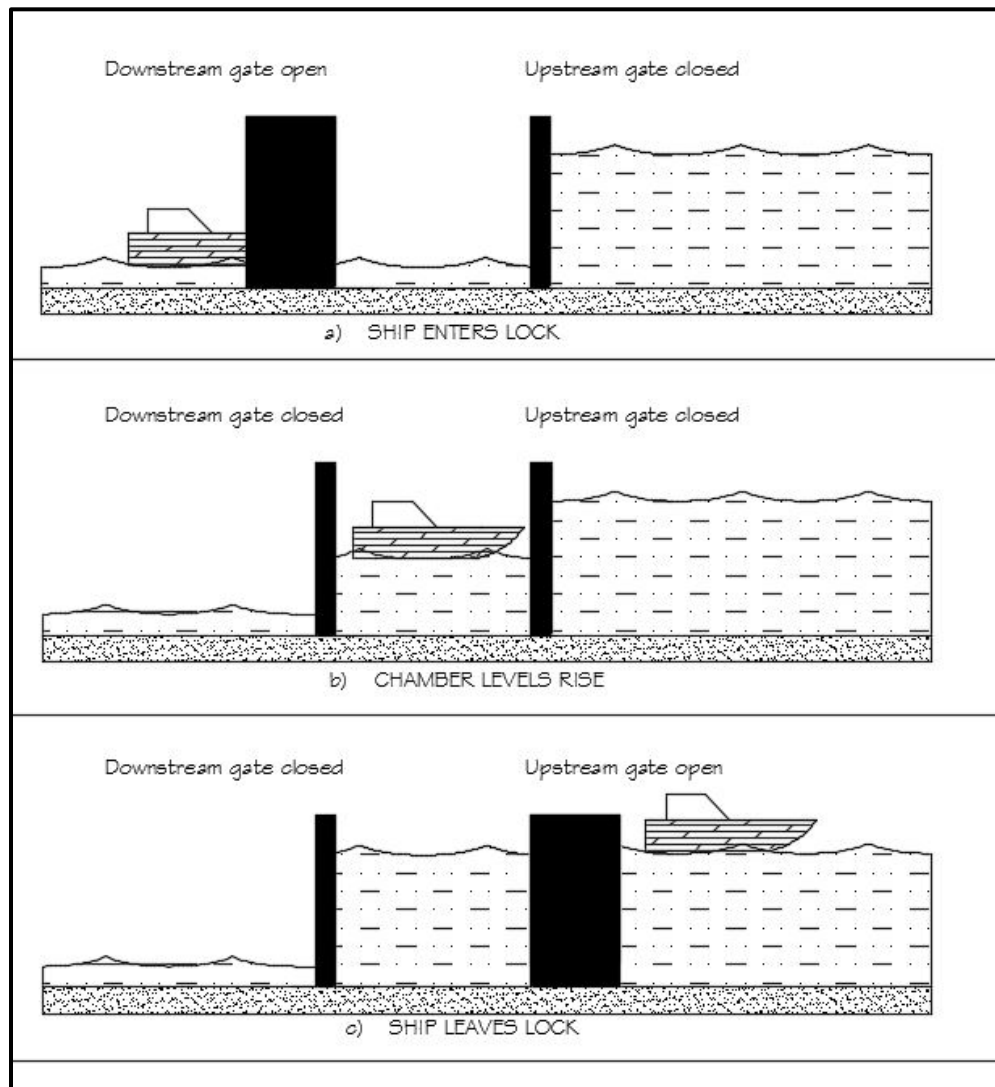 Downstream gate open Upstream gate closed
a) SHIP ENTERS LOCK
Downstream gate closed Upstream gate closed
b) CHAMBER LEVELS RISE
Downstream gate closed Upstream gate open
c) SHIP LEAVES LOCK